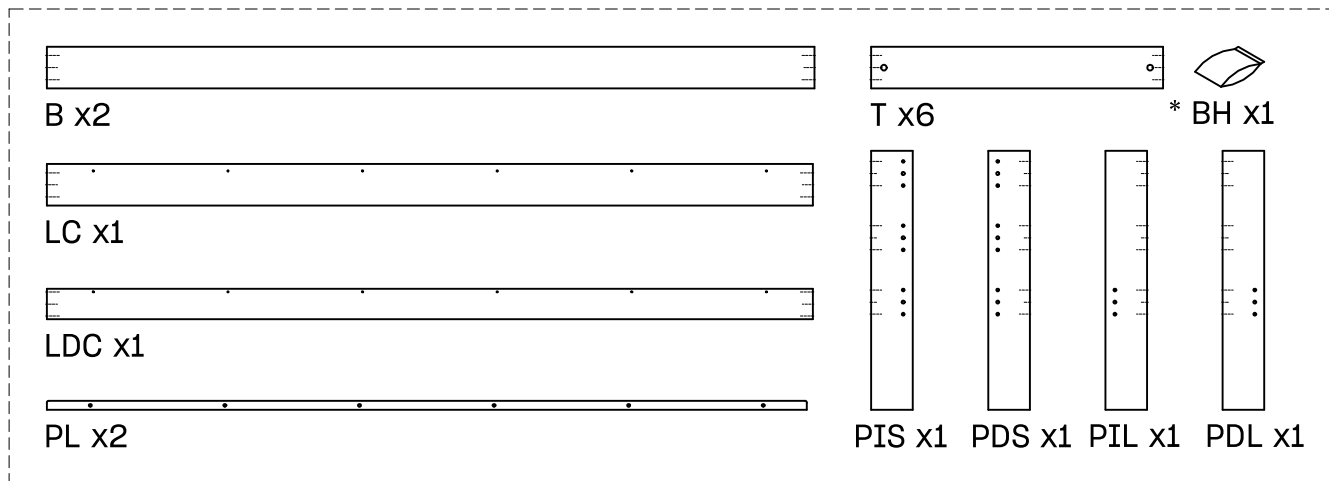 B x2
T x6
* BH x1
LC x1
LDC x1
PL x2
PIS x1
PDS x1
PIL x1
PDL x1